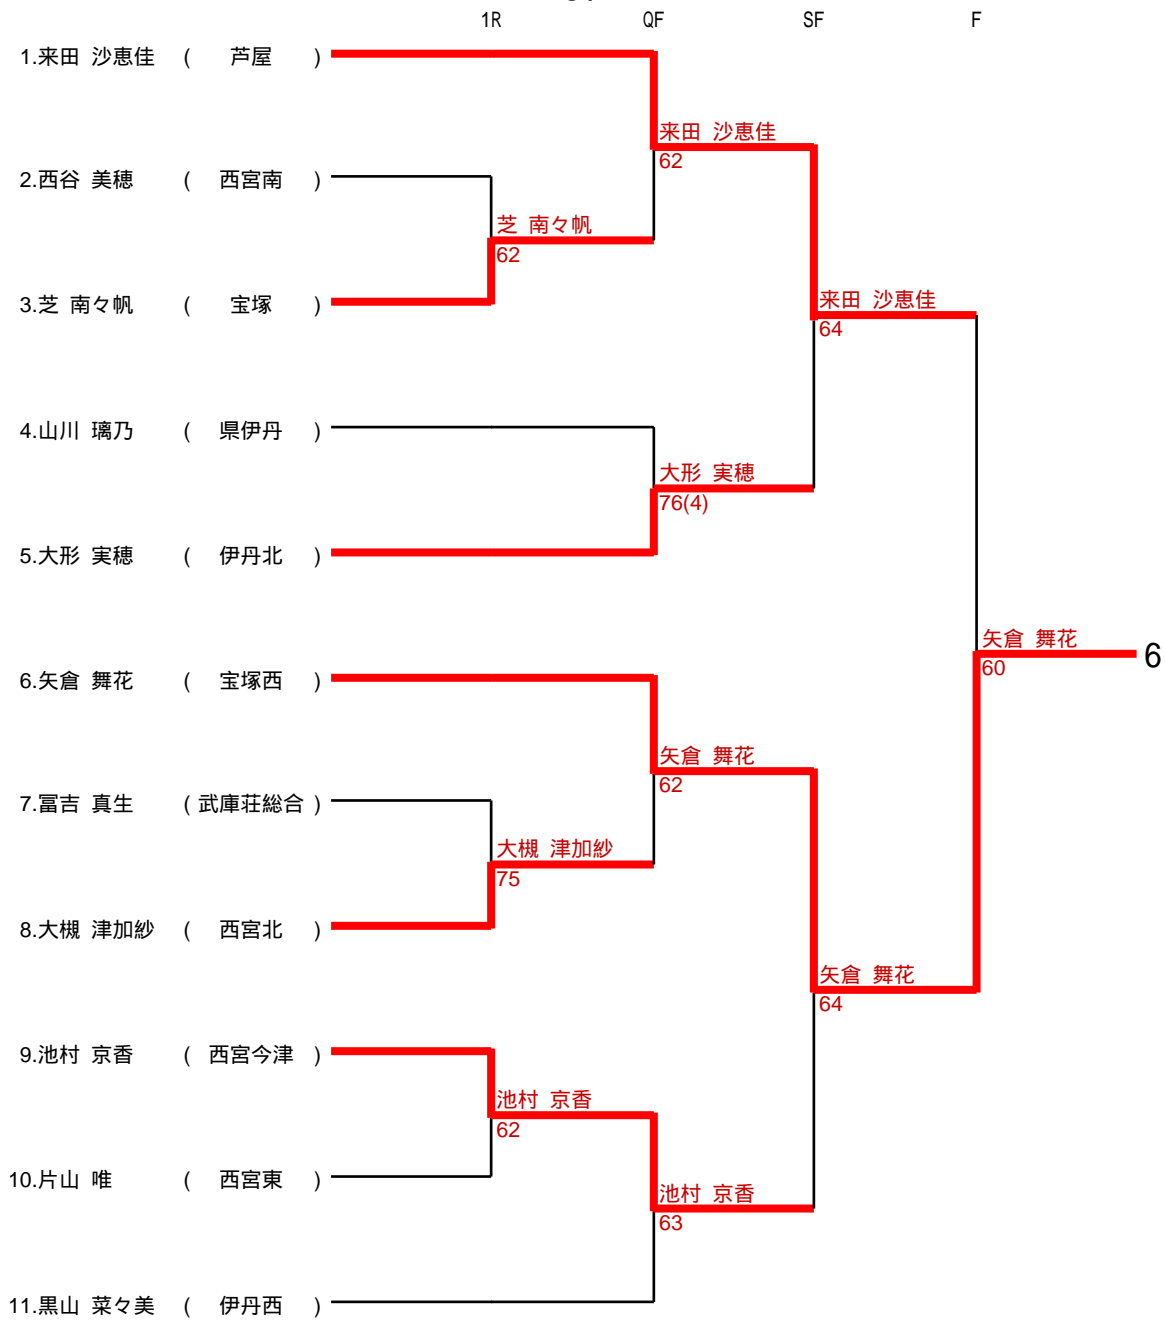 1R QF SF F
1.来田 沙恵佳 ( 芦屋 )
来田 沙恵佳
62
2.西谷 美穂 ( 西宮南 )
芝 南々帆
62
3.芝 南々帆 ( 宝塚 )
来田 沙恵佳
64
4.山川 璃乃 ( 県伊丹 )
大形 実穂
76(4)
5.大形 実穂 ( 伊丹北 )
矢倉 舞花
60
6
6.矢倉 舞花 ( 宝塚西 )
矢倉 舞花
62
7.冨吉 真生 ( 武庫荘総合 )
大槻 津加紗
75
8.大槻 津加紗 ( 西宮北 )
矢倉 舞花
64
9.池村 京香 ( 西宮今津 )
池村 京香
62
10.片山 唯 ( 西宮東 )
池村 京香
63
11.黒山 菜々美 ( 伊丹西 )